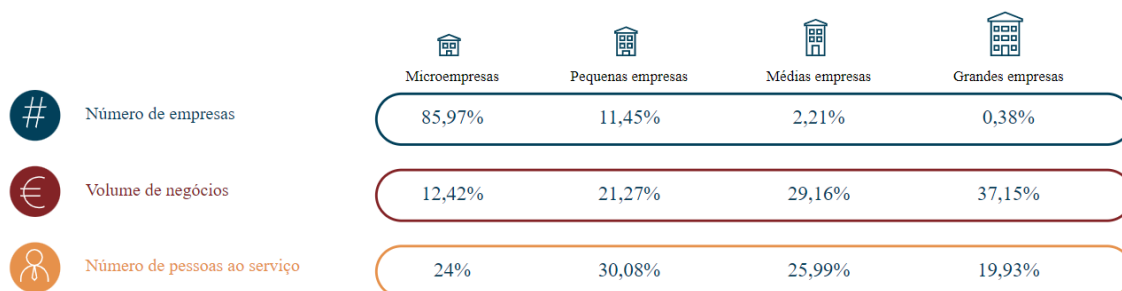 Microempresas Pequenas empresas Médias empresas Grandes empresas
# Número de empresas 85,97% 11,45% 2,21% 0,38%
€ Volume de negócios 12,42% 21,27% 29,16% 37,15%
Número de pessoas ao serviço 24% 30,08% 25,99% 19,93%